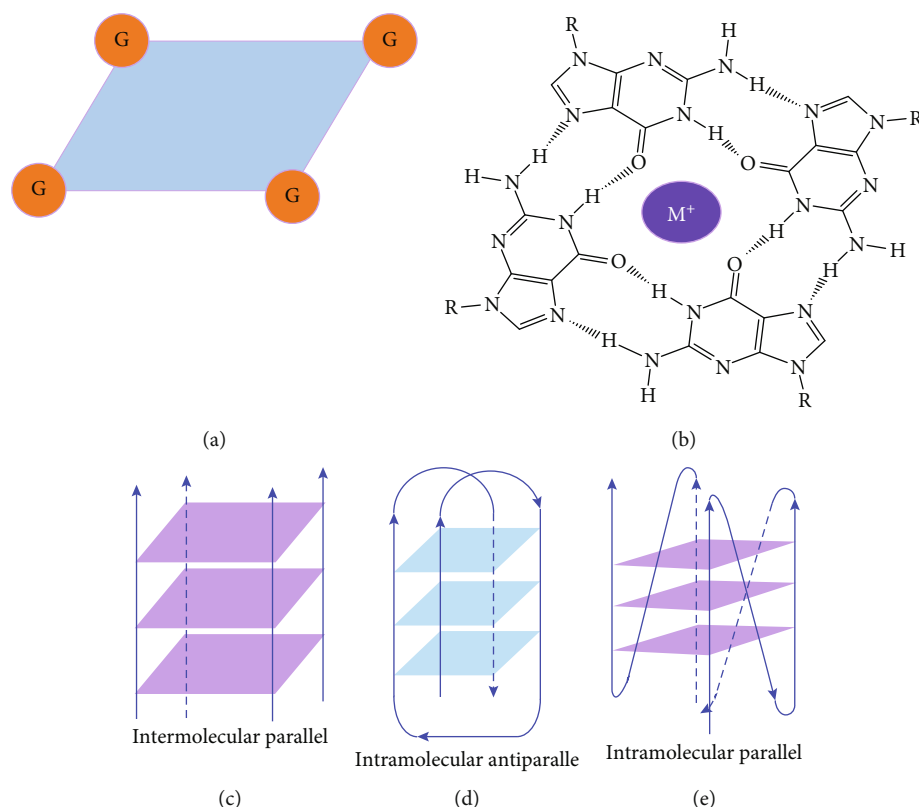 G
G
G
G
R
N
N
N
N
H
N
H
H
O
N
N
R
O
N
N
H
N
H
H
H
N
H
H
N
N
O
N
N
R
M+
O
H
N
H
N
H
N
N
N
R
(a)
(b)
Intermolecular parallel
Intramolecular antiparalle
Intramolecular parallel
(c)
(d)
(e)